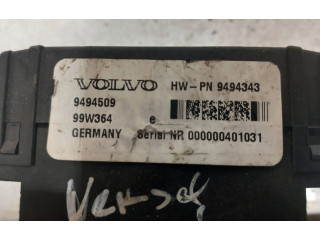 VOLVO HW-PN 9494343
9494509
99W364 e
GERMANY Serial NR 000000401031